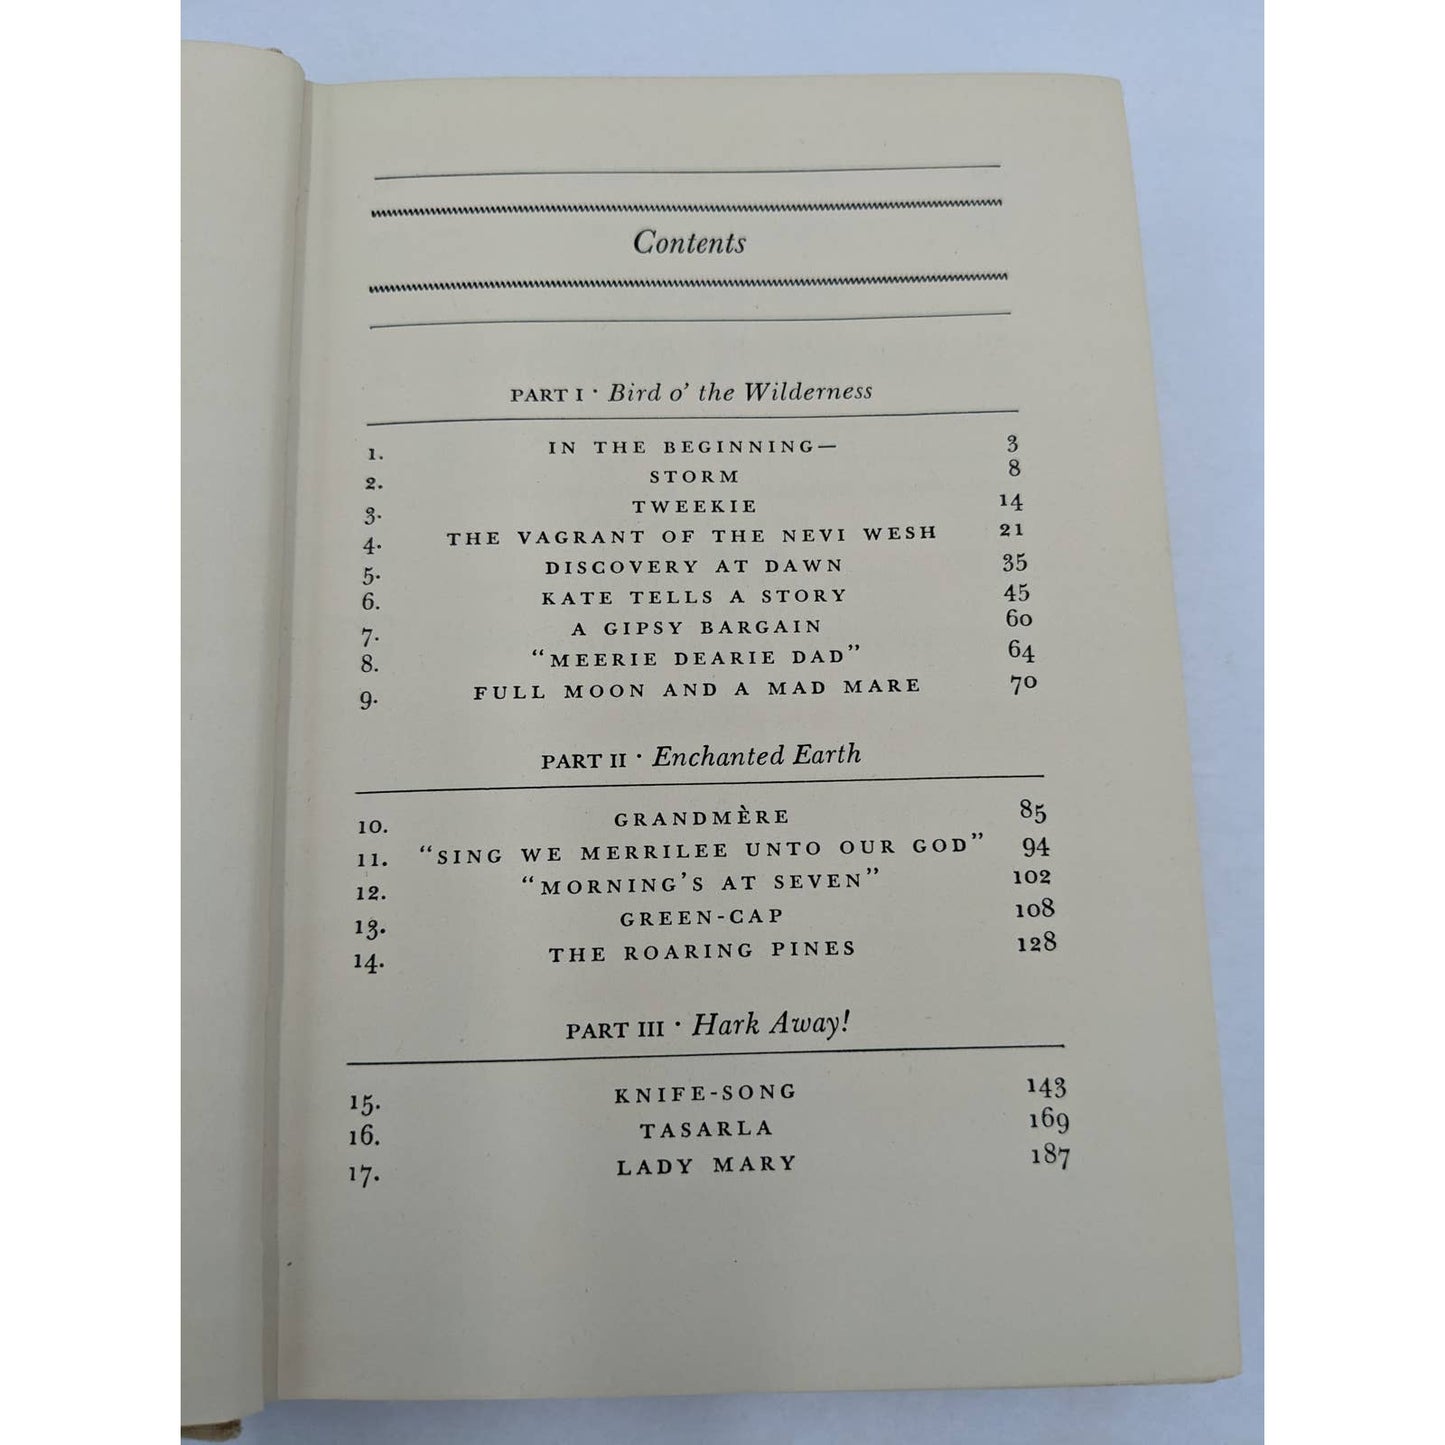 Contents
PART I · Bird o' the Wilderness
1. IN THE BEGINNING— 3
2. STORM 8
3. TWEEKIE 14
4. THE VAGRANT OF THE NEVI WESH 21
5. DISCOVERY AT DAWN 35
6. KATE TELLS A STORY 45
7. A GIPSY BARGAIN 60
8. “MEERIE DEARIE DAD” 64
9. FULL MOON AND A MAD MARE 70
PART II · Enchanted Earth
10. GRANDMÈRE 85
11. “SING WE MERRILEE UNTO OUR GOD” 94
12. “MORNING'S AT SEVEN” 102
13. GREEN-CAP 108
14. THE ROARING PINES 128
PART III · Hark Away!
15. KNIFE-SONG 143
16. TASARLA 169
17. LADY MARY 187